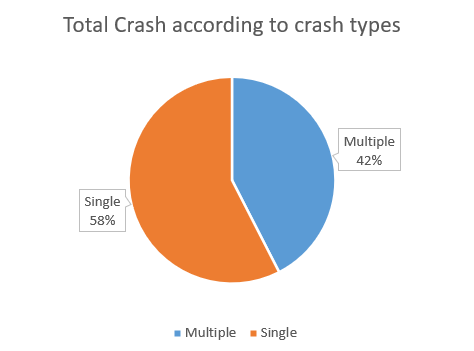 Total Crash according to crash types
Multiple
42%
Single
58%
Multiple Single